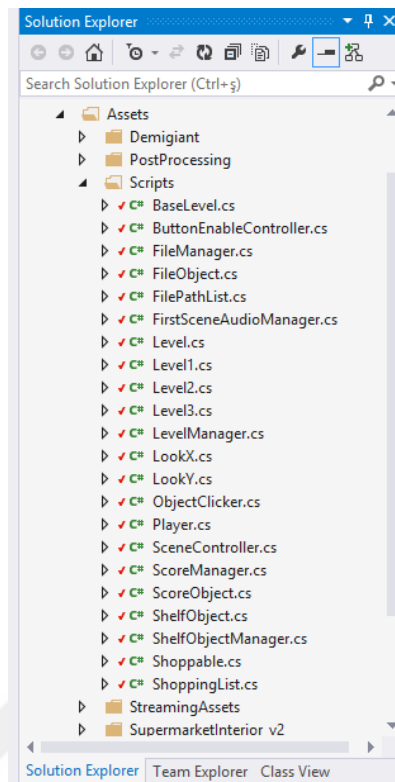 Solution Explorer
Search Solution Explorer (Ctrl+ş)
Assets
Demigiant
PostProcessing
Scripts
C# BaseLevel.cs
C# ButtonEnableController.cs
C# FileManager.cs
C# FileObject.cs
C# FilePathList.cs
C# FirstSceneAudioManager.cs
C# Level.cs
C# Level1.cs
C# Level2.cs
C# Level3.cs
C# LevelManager.cs
C# LookX.cs
C# LookY.cs
C# ObjectClicker.cs
C# Player.cs
C# SceneController.cs
C# ScoreManager.cs
C# ScoreObject.cs
C# ShelfObject.cs
C# ShelfObjectManager.cs
C# Shoppable.cs
C# ShoppingList.cs
StreamingAssets
SupermarketInterior v2
Solution Explorer Team Explorer Class View